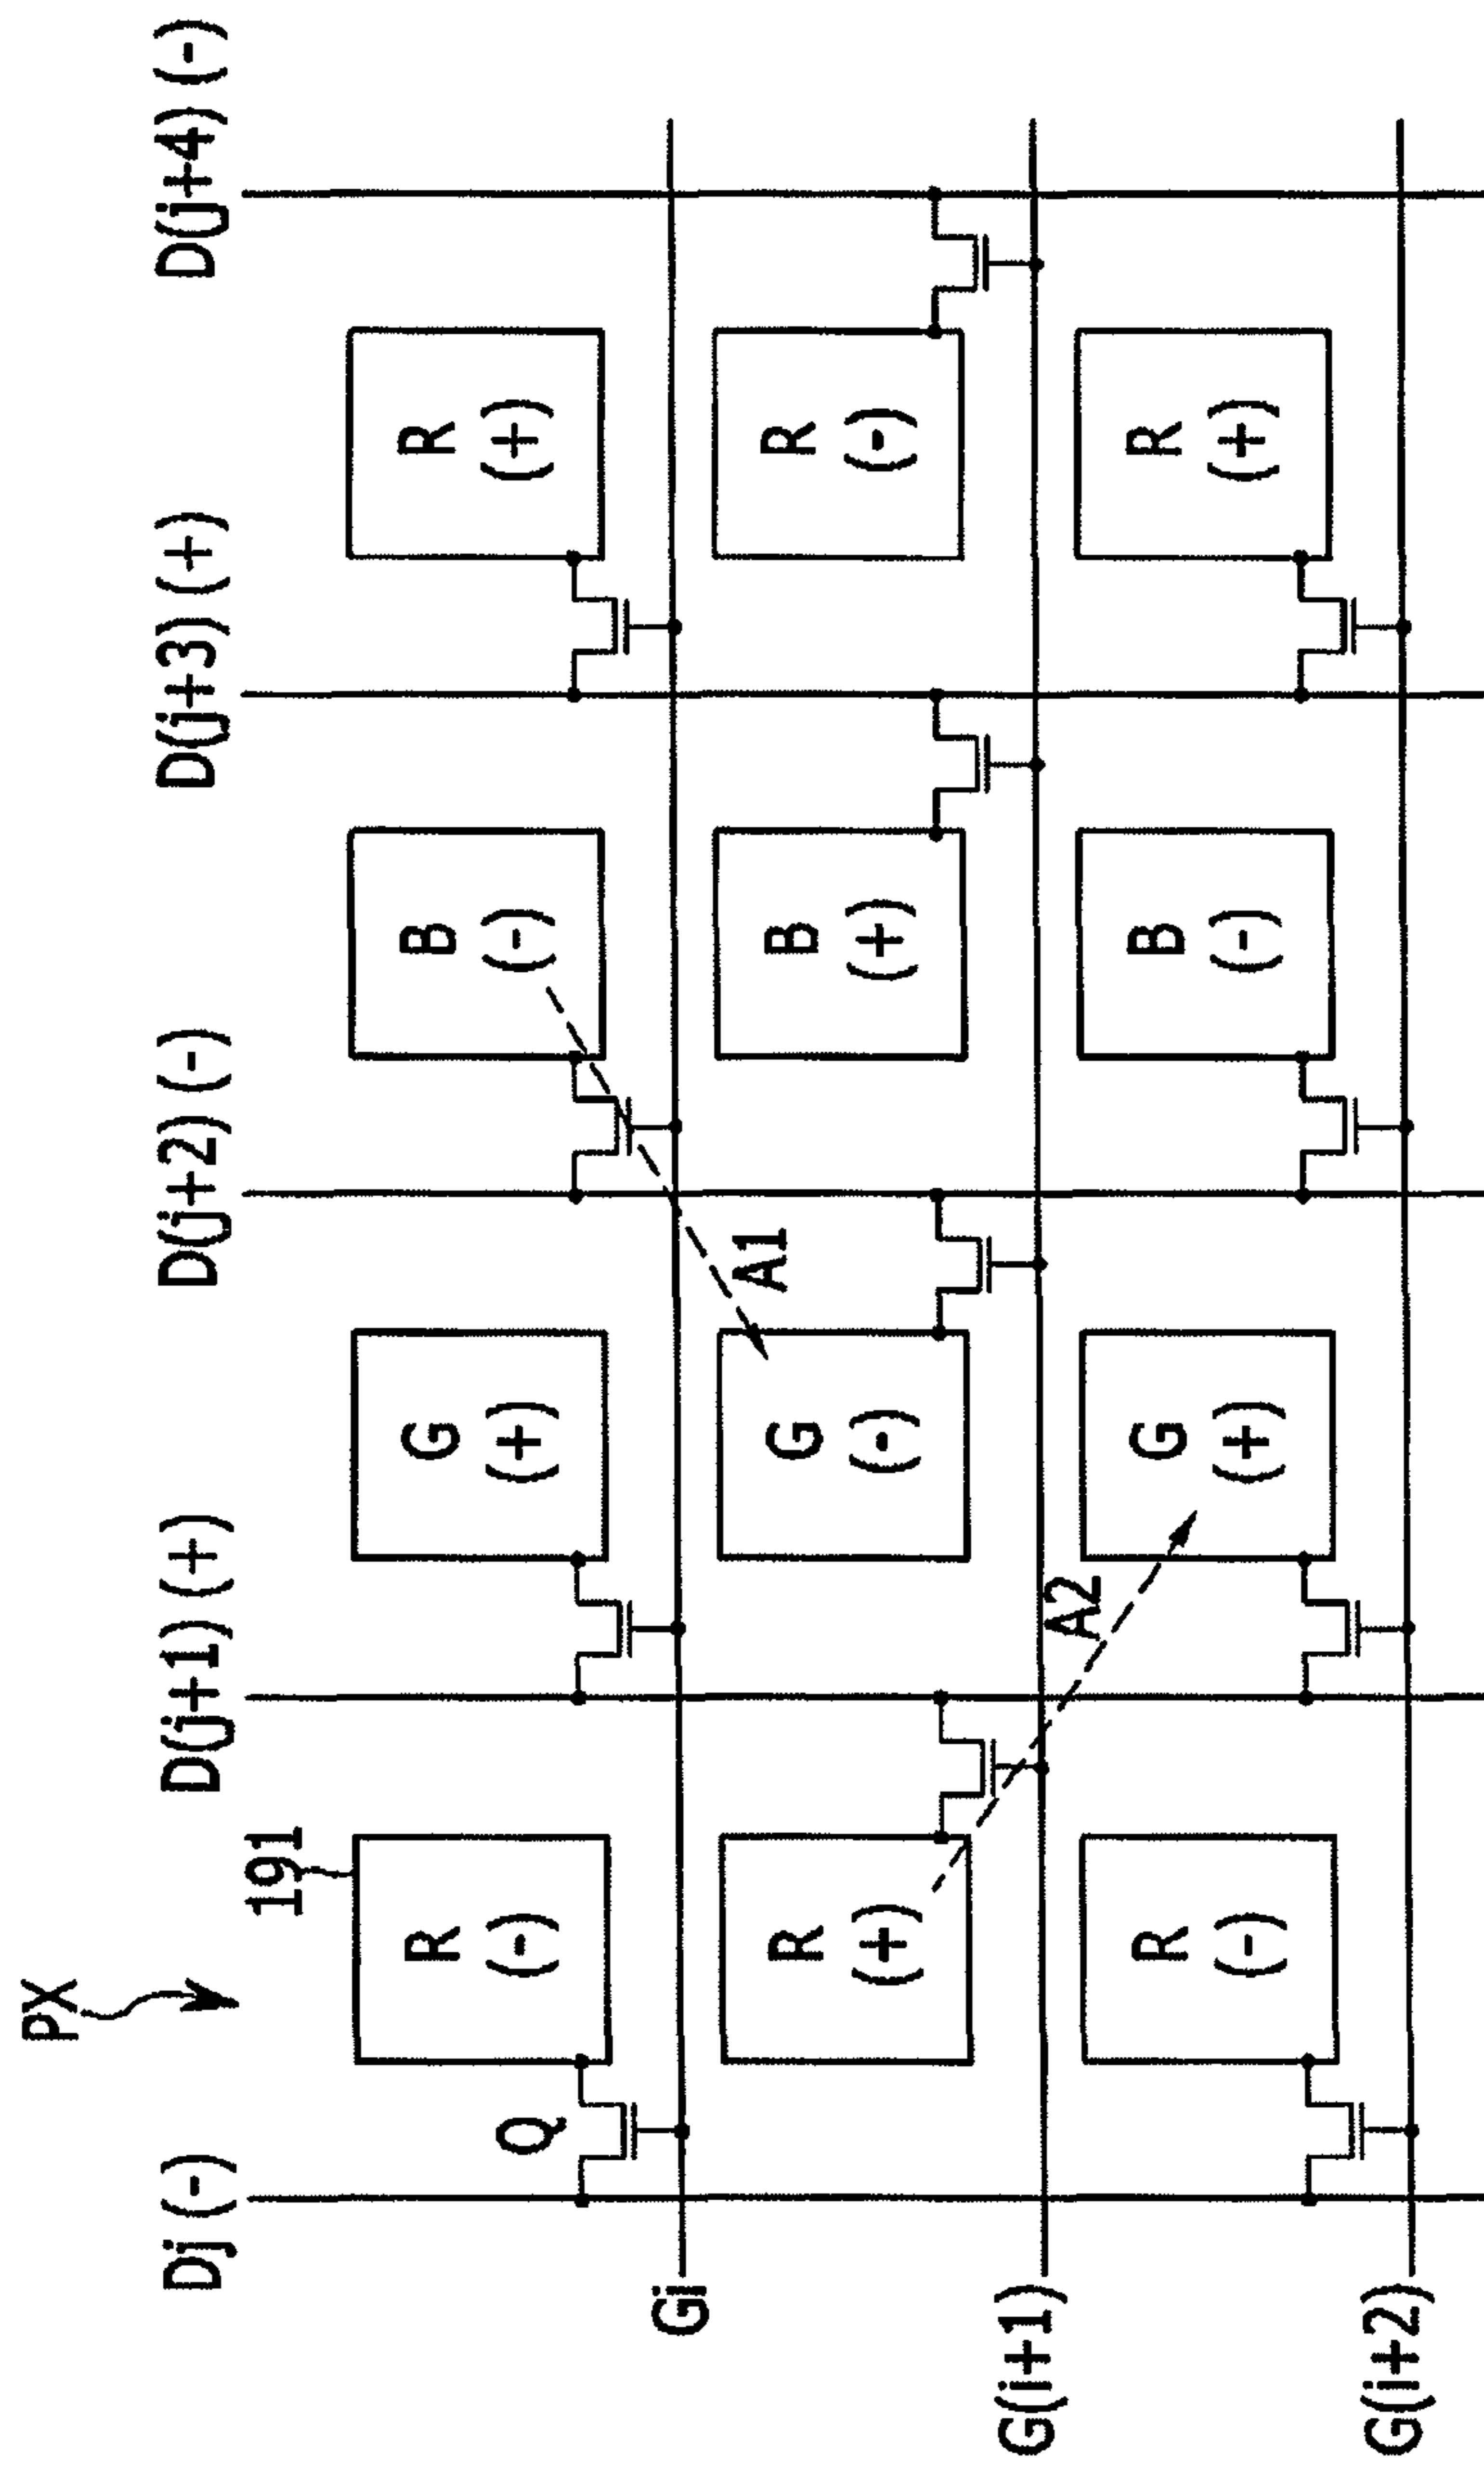 PX
Dj (-)
191
D(j+1) (+)
D(j+2) (-)
D(j+3) (+)
D(j+4) (-)
Q
R
(-)
G
(+)
B
(-)
R
(+)
Gi
A1
R
(+)
G
(-)
B
(+)
R
(-)
G(i+1)
A2
R
(-)
G
(+)
B
(-)
R
(+)
G(i+2)